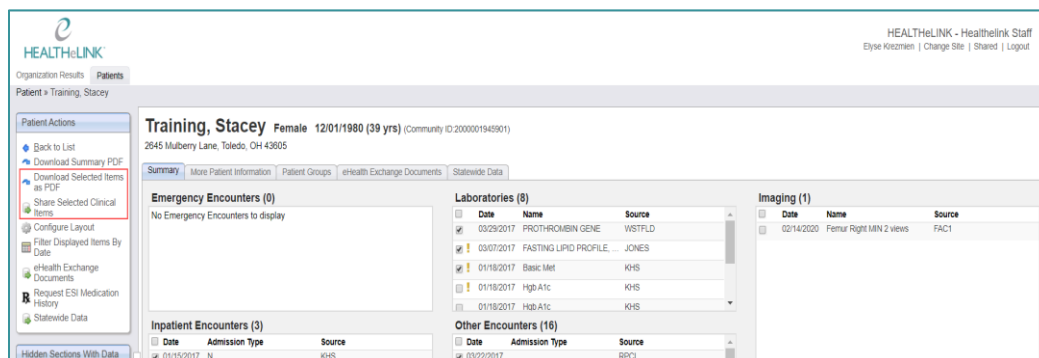 HEALTHeLINK
HEALTHeLINK - Healthelink Staff
Elyse Krezmien | Change Site | Shared | Logout
Organization Results Patients
Patient » Training, Stacey
Patient Actions
Back to List
Download Summary PDF
Download Selected Items
as PDF
Share Selected Clinical
Items
Configure Layout
Filter Displayed Items By
Date
eHealth Exchange
Documents
Request ESI Medication
History
Statewide Data
Hidden Sections With Data
Training, Stacey Female 12/01/1980 (39 yrs) (Community ID:2000001945901)
2645 Mulberry Lane, Toledo, OH 43605
Summary More Patient Information Patient Groups eHealth Exchange Documents Statewide Data
Emergency Encounters (0)
No Emergency Encounters to display
Laboratories (8)
Date Name Source
03/29/2017 PROTHROMBIN GENE WSTFLD
03/07/2017 FASTING LIPID PROFILE, ... JONES
01/18/2017 Basic Met KHS
01/18/2017 Hgb A1c KHS
01/18/2017 Hgb A1c KHS
Imaging (1)
Date Name Source
02/14/2020 Femur Right MIN 2 views FAC1
Inpatient Encounters (3)
Date Admission Type Source
01/15/2017 N KHS
Other Encounters (16)
Date Admission Type Source
03/22/2017 RPCI